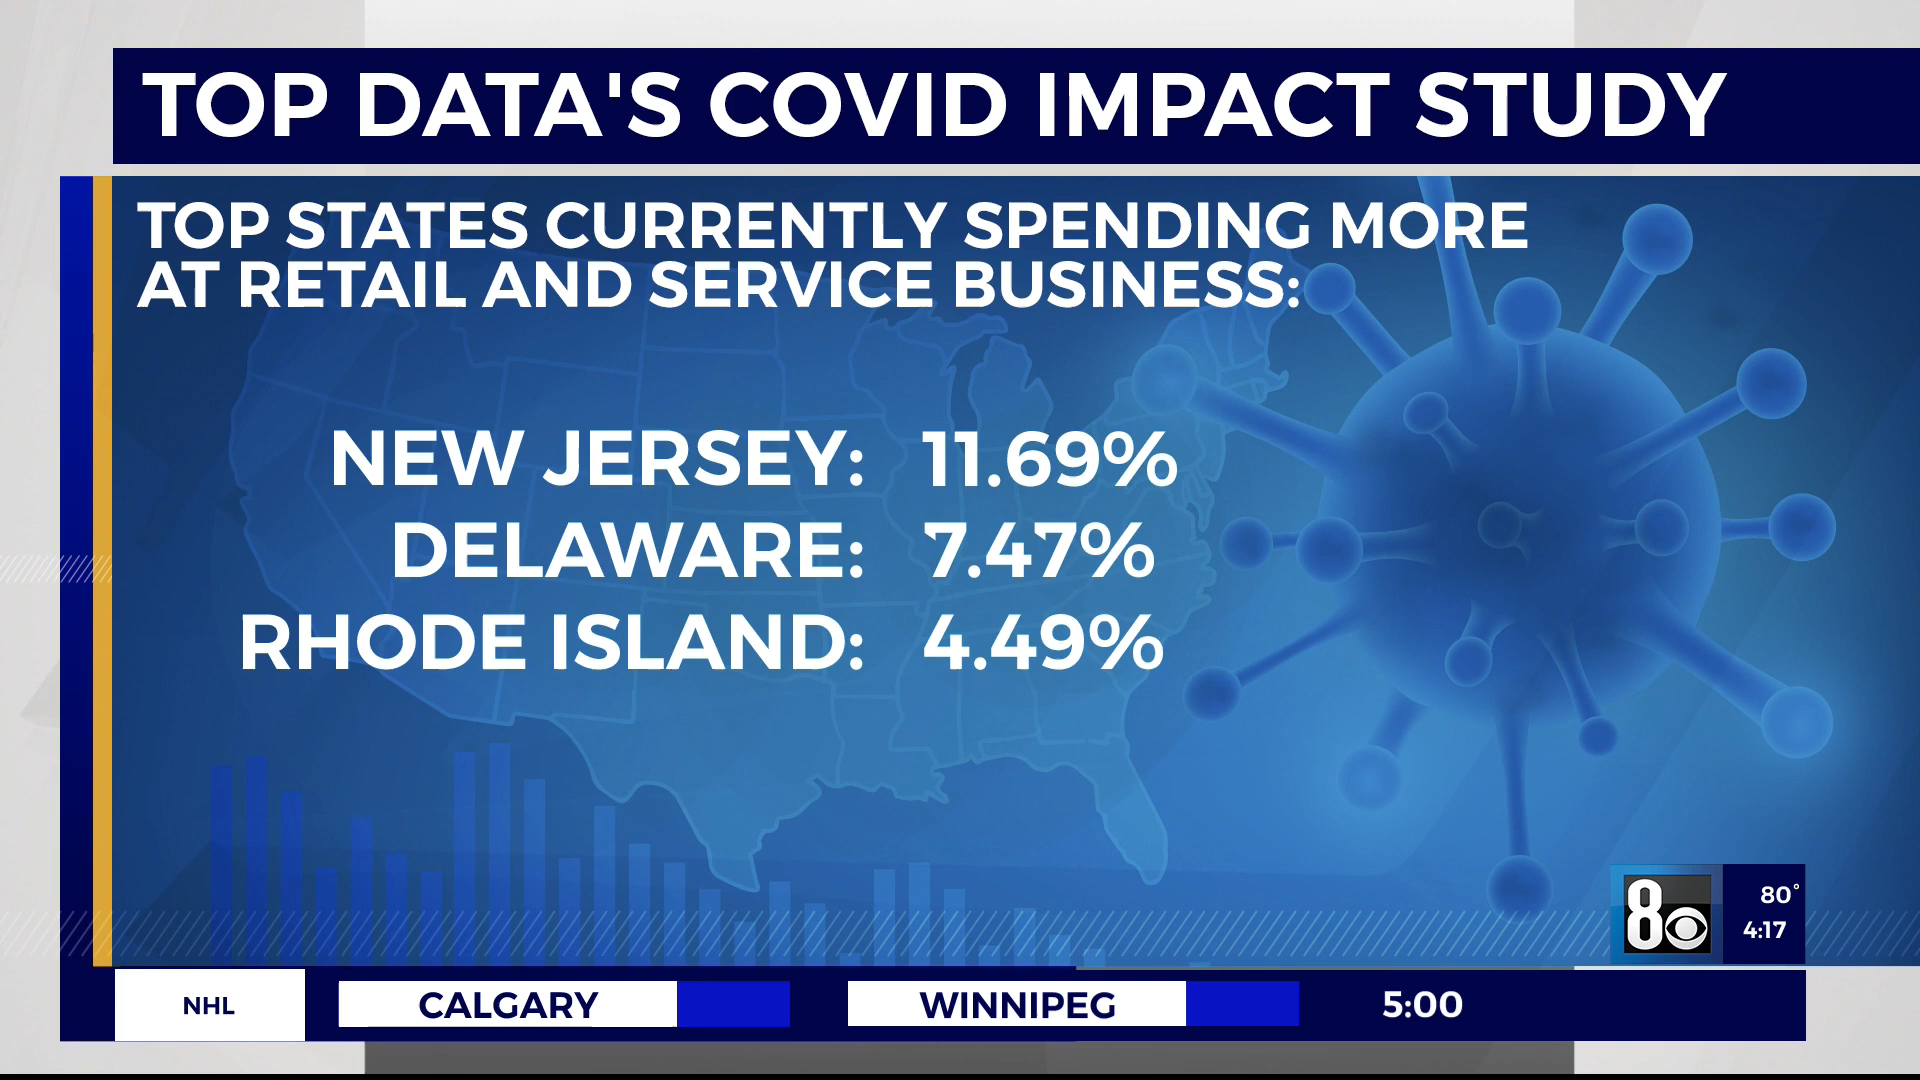 TOP DATA'S COVID IMPACT STUDY
TOP STATES CURRENTLY SPENDING MORE
AT RETAIL AND SERVICE BUSINESS:
NEW JERSEY: 11.69%
DELAWARE: 7.47%
RHODE ISLAND: 4.49%
8
80°
4:17
NHL CALGARY WINNIPEG 5:00